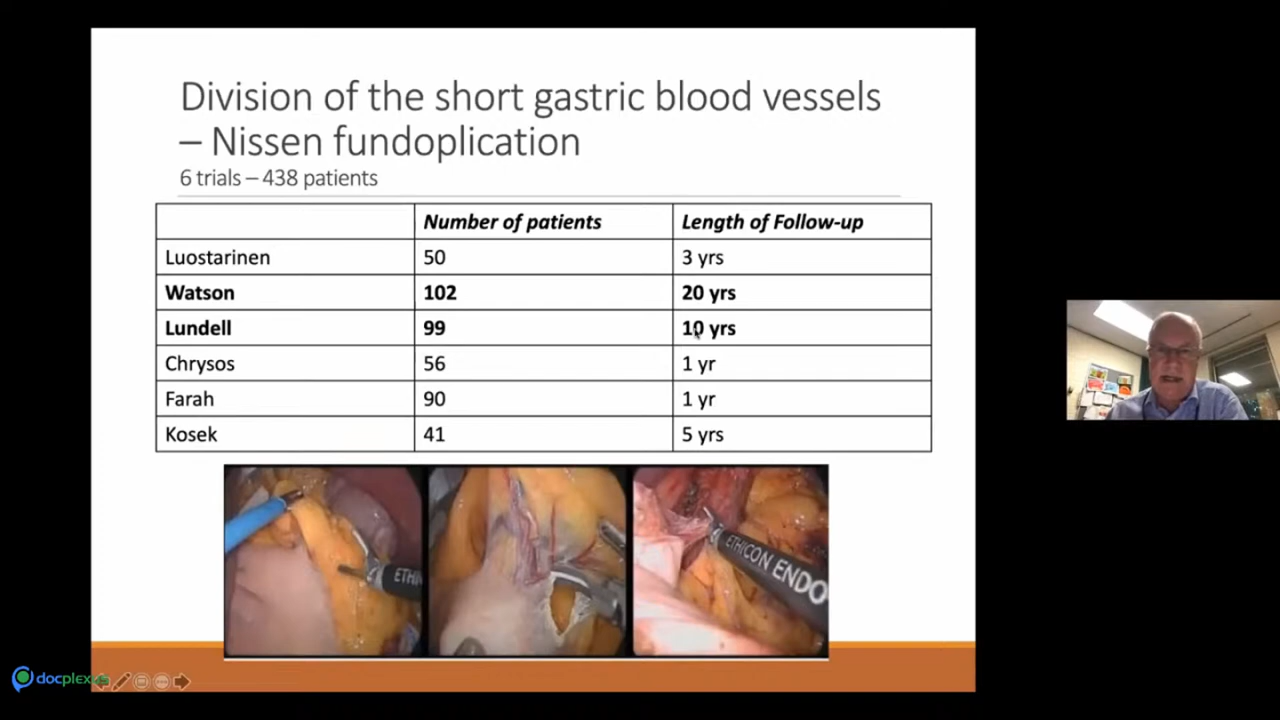 Division of the short gastric blood vessels
– Nissen fundoplication
6 trials – 438 patients
Number of patients Length of Follow-up
Luostarinen 50 3 yrs
Watson 102 20 yrs
Lundell 99 10 yrs
Chrysos 56 1 yr
Farah 90 1 yr
Kosek 41 5 yrs
ETHICON ENDO
docplexus